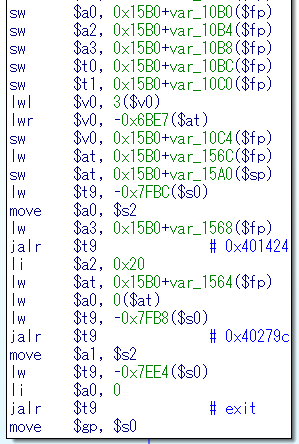 sw $a0, 0x15B0+var_10B0($fp)
sw $a2, 0x15B0+var_10B4($fp)
sw $a3, 0x15B0+var_10B8($fp)
sw $t0, 0x15B0+var_10BC($fp)
sw $t1, 0x15B0+var_10C0($fp)
lwl $v0, 3($v0)
lwr $v0, -0x6BE7($at)
sw $v0, 0x15B0+var_10C4($fp)
lw $at, 0x15B0+var_156C($fp)
sw $at, 0x15B0+var_15A0($sp)
lw $t9, -0x7FBC($s0)
move $a0, $s2
lw $a3, 0x15B0+var_1568($fp)
jalr $t9 # 0x401424
li $a2, 0x20
lw $at, 0x15B0+var_1564($fp)
lw $a0, 0($at)
lw $t9, -0x7FB8($s0)
jalr $t9 # 0x40279c
move $a1, $s2
lw $t9, -0x7EE4($s0)
li $a0, 0
jalr $t9 # exit
move $gp, $s0